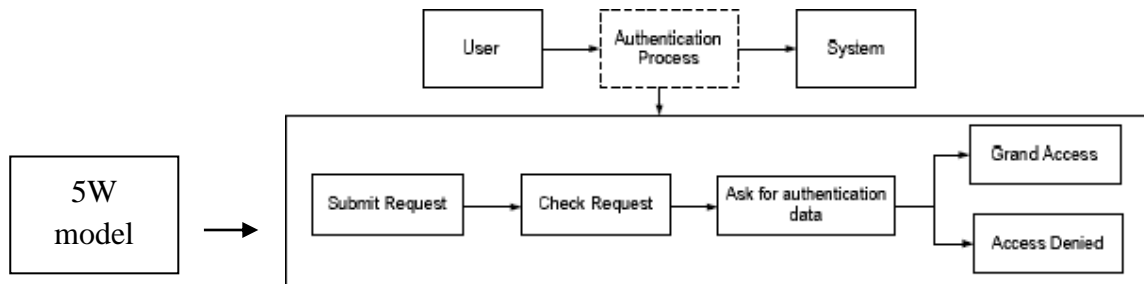 User
Authentication
Process
System
5W
model
Submit Request
Check Request
Ask for authentication
data
Grand Access
Access Denied